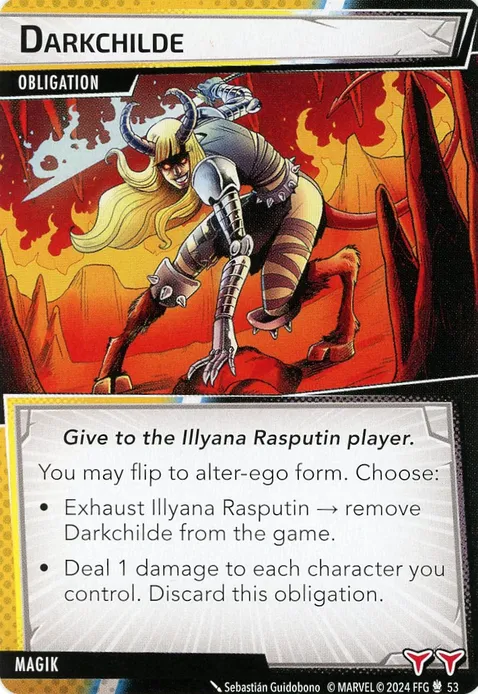 DARKCHILDE
OBLIGATION
Give to the Illyana Rasputin player.
You may flip to alter-ego form. Choose:
• Exhaust Illyana Rasputin → remove
Darkchilde from the game.
• Deal 1 damage to each character you
control. Discard this obligation.
MAGIK
Sebastián Guidobono © MARVEL © 2024 FFG 53